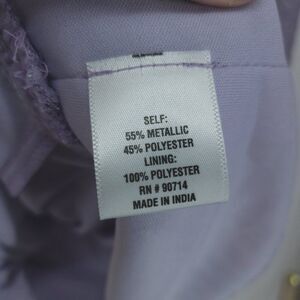 SELF:
55% METALLIC
45% POLYESTER
LINING:
100% POLYESTER
RN # 90714
MADE IN INDIA